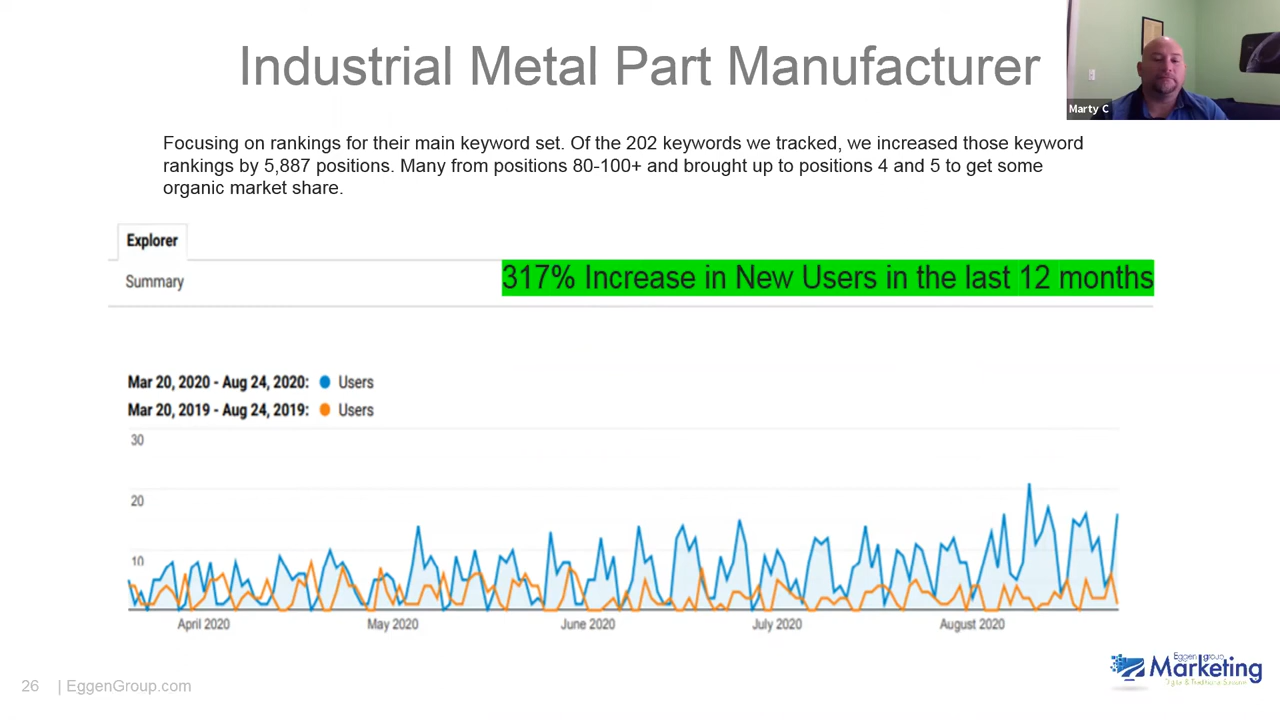 Industrial Metal Part Manufacturer
Marty C
Focusing on rankings for their main keyword set. Of the 202 keywords we tracked, we increased those keyword
rankings by 5,887 positions. Many from positions 80-100+ and brought up to positions 4 and 5 to get some
organic market share.
Explorer
Summary
317% Increase in New Users in the last 12 months
Mar 20, 2020 - Aug 24, 2020: Users
Mar 20, 2019 - Aug 24, 2019: Users
30
20
10
April 2020 May 2020 June 2020 July 2020 August 2020
Eggen group
Marketing
26 | EggenGroup.com